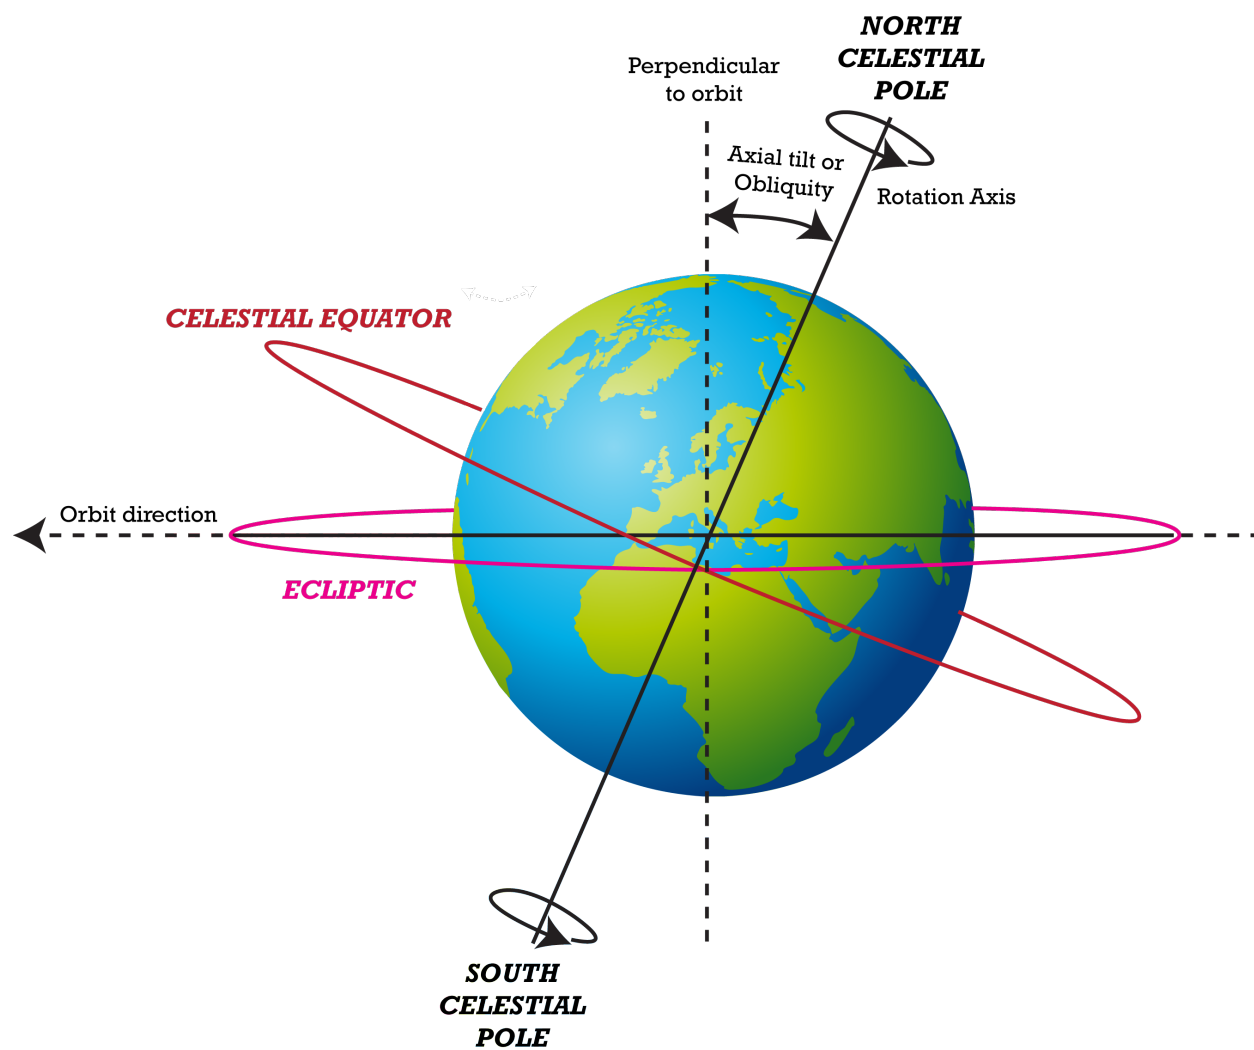 NORTH
CELESTIAL
POLE
Perpendicular
to orbit
Axial tilt or
Obliquity
Rotation Axis
CELESTIAL EQUATOR
Orbit direction
ECLIPTIC
SOUTH
CELESTIAL
POLE